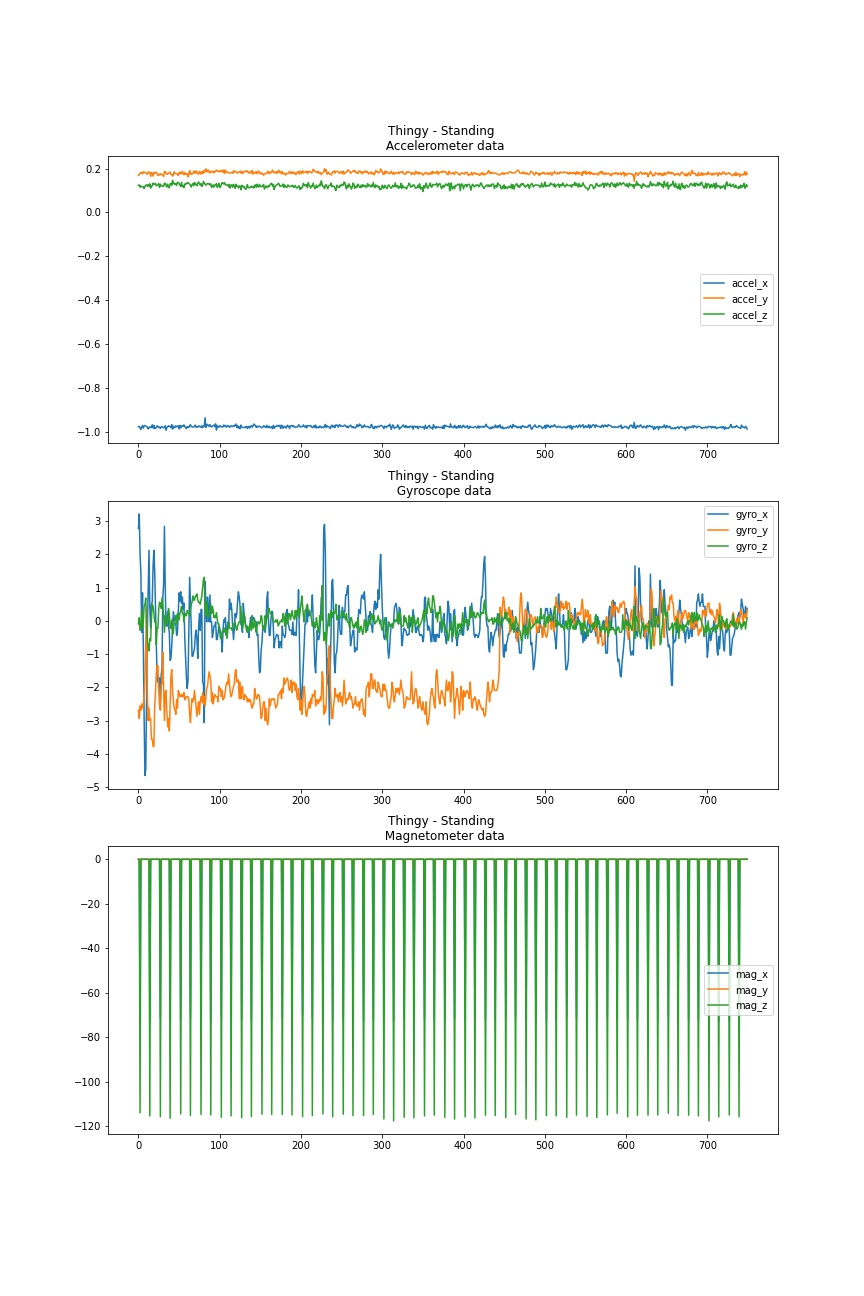 Thingy - Standing
Accelerometer data
0.2
0.0
−0.2
−0.4
−0.6
−0.8
−1.0
accel_x
accel_y
accel_z
0 100 200 300 400 500 600 700
Thingy - Standing
Gyroscope data
3
2
1
0
−1
−2
−3
−4
−5
gyro_x
gyro_y
gyro_z
0 100 200 300 400 500 600 700
Thingy - Standing
Magnetometer data
0
−20
−40
−60
−80
−100
−120
mag_x
mag_y
mag_z
0 100 200 300 400 500 600 700